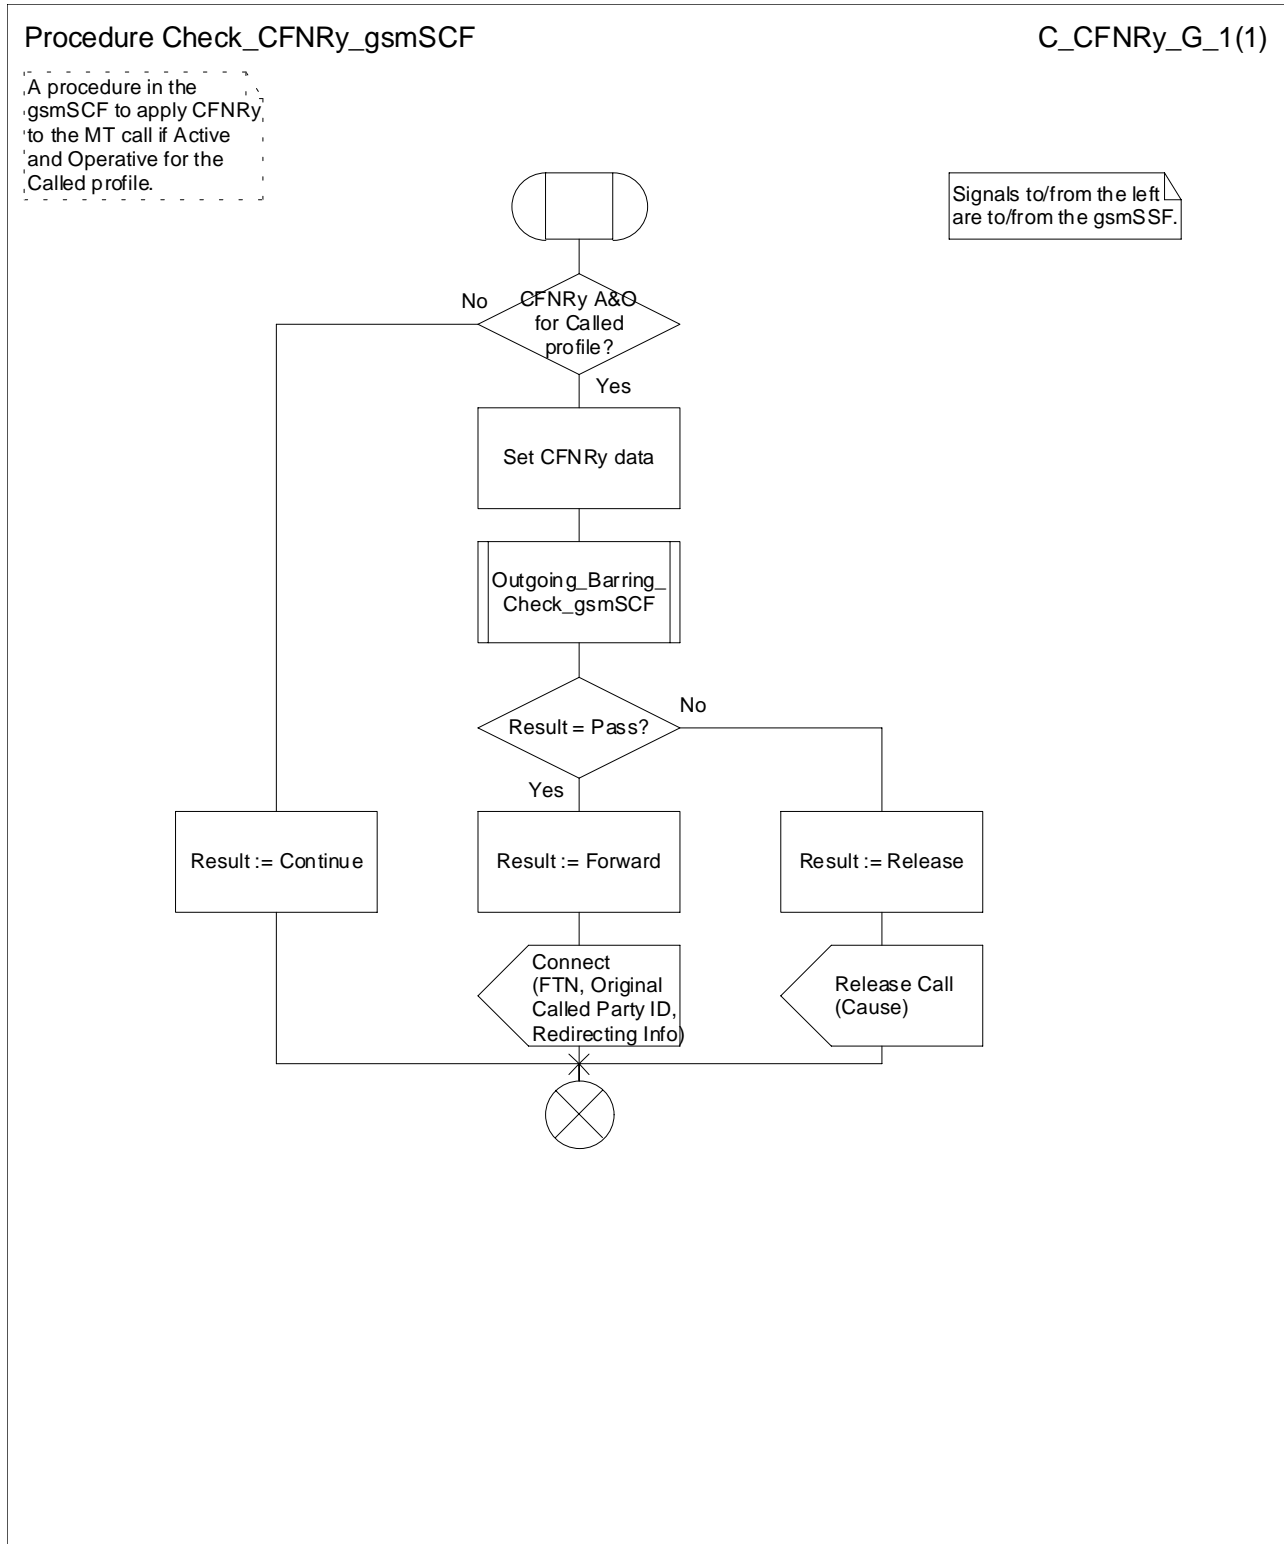 Procedure Check_CFNRy_gsmSCF
C_CFNRy_G_1(1)
A procedure in the
gsmSCF to apply CFNRy
to the MT call if Active
and Operative for the
Called profile.
Signals to/from the left
are to/from the gsmSSF.
No
CFNRy A&O
for Called
profile?
Yes
Set CFNRy data
Outgoing_Barring_
Check_gsmSCF
Result = Pass?
No
Yes
Result := Continue
Result := Forward
Result := Release
Connect
(FTN, Original
Called Party ID,
Redirecting Info)
Release Call
(Cause)